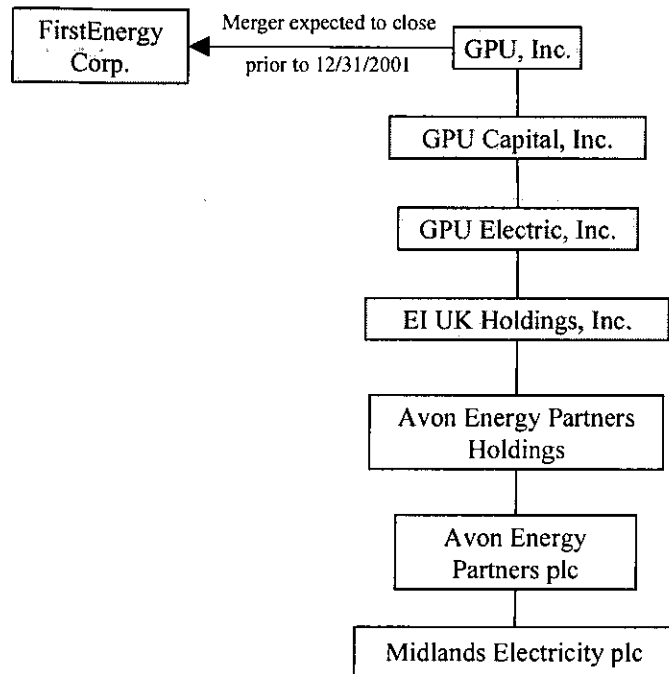 FirstEnergy
Corp.
Merger expected to close
prior to 12/31/2001
GPU, Inc.
GPU Capital, Inc.
GPU Electric, Inc.
EI UK Holdings, Inc.
Avon Energy Partners
Holdings
Avon Energy
Partners plc
Midlands Electricity plc